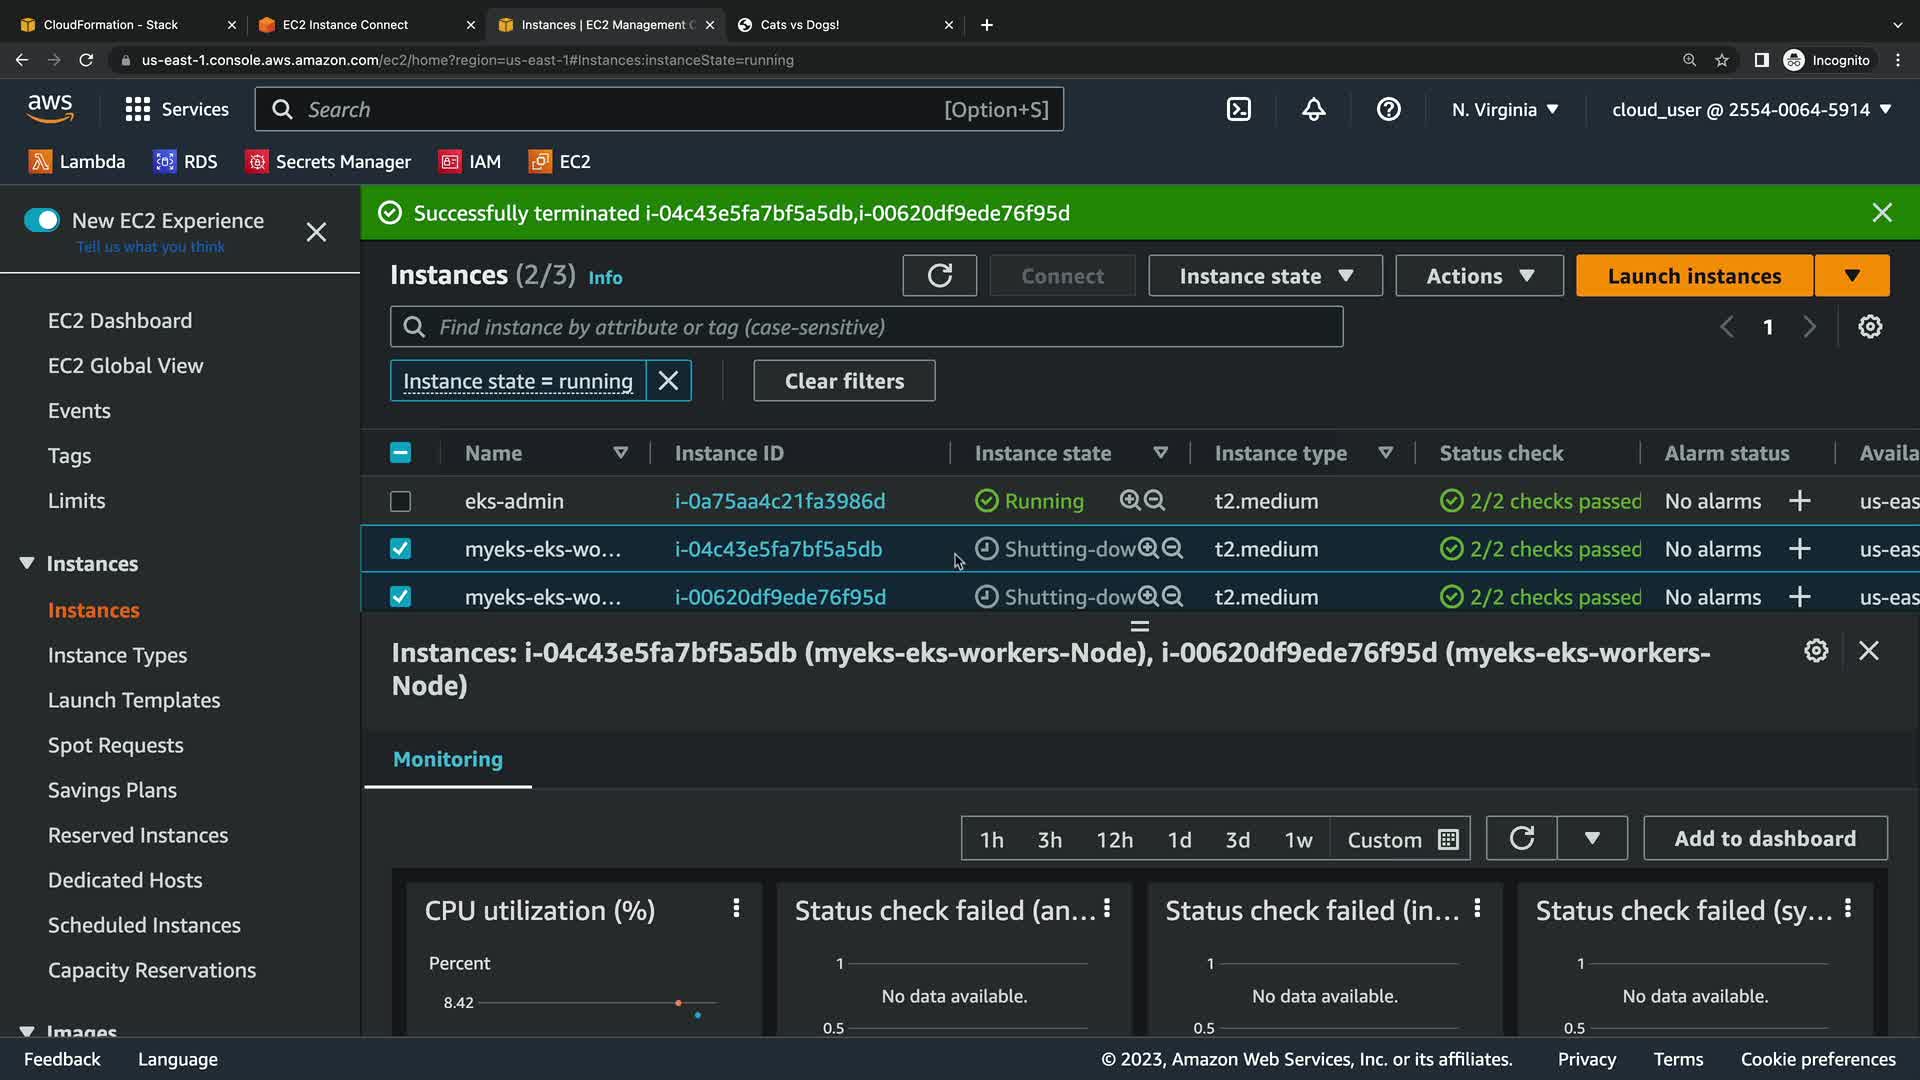 CloudFormation - Stack
EC2 Instance Connect
Instances | EC2 Management C
Cats vs Dogs!
us-east-1.console.aws.amazon.com/ec2/home?region=us-east-1#Instances:instanceState=running
Incognito
aws
Services
Search
[Option+S]
N. Virginia
cloud_user @ 2554-0064-5914
Lambda
RDS
Secrets Manager
IAM
EC2
New EC2 Experience
Tell us what you think
Successfully terminated i-04c43e5fa7bf5a5db,i-00620df9ede76f95d
EC2 Dashboard
EC2 Global View
Events
Tags
Limits
Instances
Instances
Instance Types
Launch Templates
Spot Requests
Savings Plans
Reserved Instances
Dedicated Hosts
Scheduled Instances
Capacity Reservations
Images
Instances (2/3) Info
Connect
Instance state
Actions
Launch instances
Find instance by attribute or tag (case-sensitive)
1
Instance state = running
Clear filters
Name Instance ID Instance state Instance type Status check Alarm status Availa
eks-admin i-0a75aa4c21fa3986d Running t2.medium 2/2 checks passed No alarms us-eas
myeks-eks-wo... i-04c43e5fa7bf5a5db Shutting-dow t2.medium 2/2 checks passed No alarms us-eas
myeks-eks-wo... i-00620df9ede76f95d Shutting-dow t2.medium 2/2 checks passed No alarms us-eas
Instances: i-04c43e5fa7bf5a5db (myeks-eks-workers-Node), i-00620df9ede76f95d (myeks-eks-workers-
Node)
Monitoring
1h 3h 12h 1d 3d 1w Custom
Add to dashboard
CPU utilization (%)
Percent
8.42
Status check failed (an...
1
No data available.
0.5
Status check failed (in...
1
No data available.
0.5
Status check failed (sy...
1
No data available.
0.5
Feedback
Language
© 2023, Amazon Web Services, Inc. or its affiliates.
Privacy
Terms
Cookie preferences